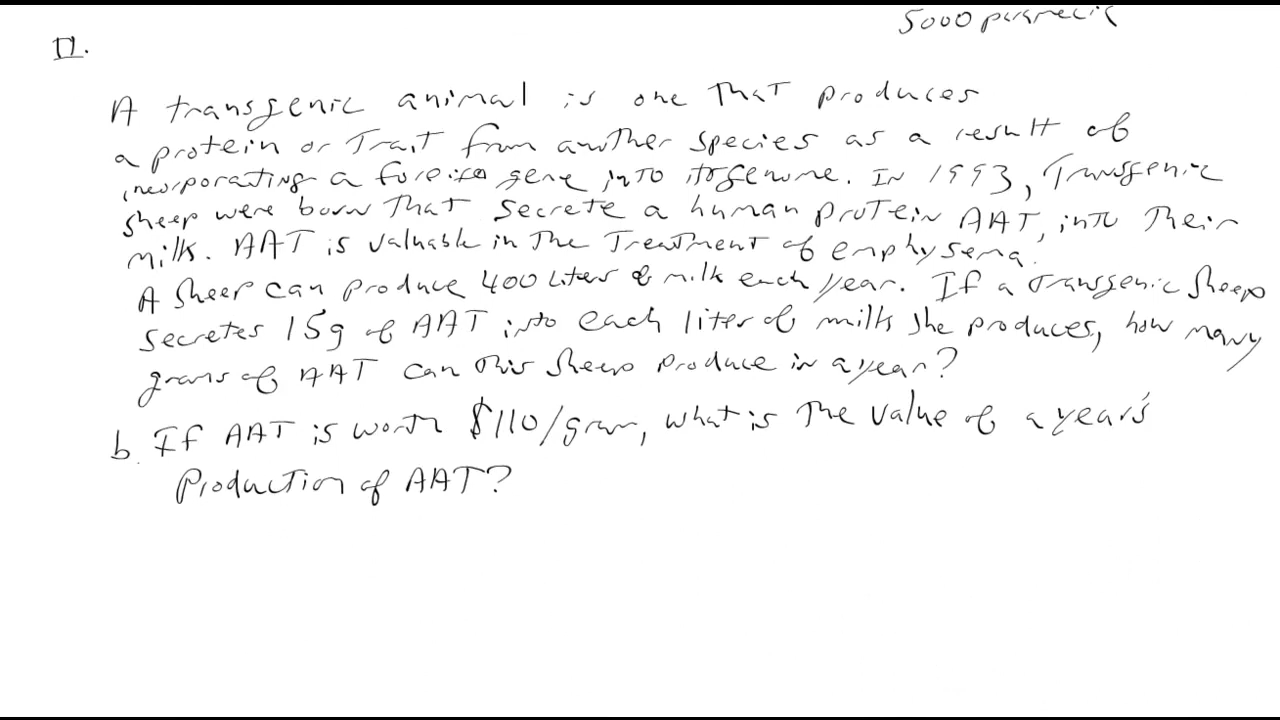 5000 paramecia
II.
A transgenic animal is one that produces
a protein or Trait from another species as a result of
incorporating a foreign gene into its genome. In 1993, Transgenic
sheep were born that secrete a human protein AAT, into their
milk. AAT is valuable in the Treatment of emphysema.
A sheep can produce 400 liters of milk each year. If a transgenic sheep
secretes 15g of AAT into each liter of milk she produces, how many
grams of AAT can this sheep produce in a year?
b. If AAT is worth $110/gram, what is the value of a year's
Production of AAT?